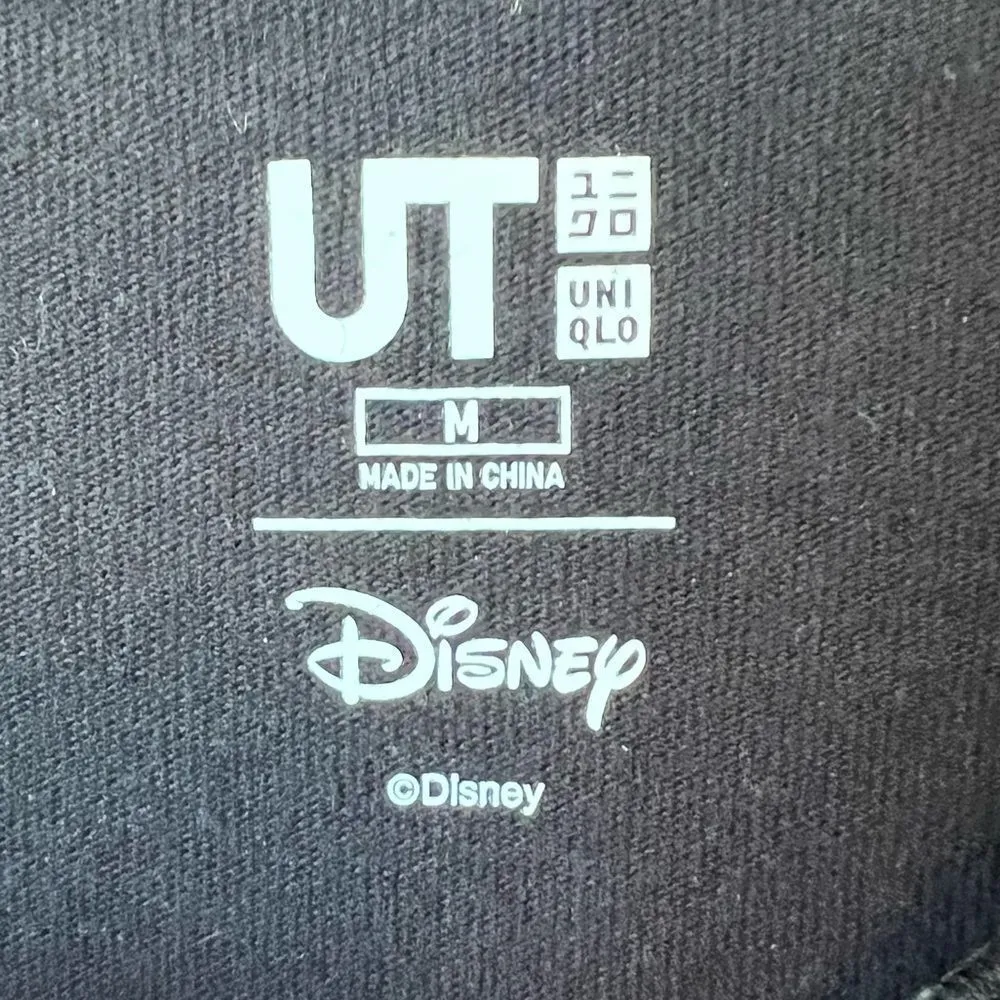 UT
ユニ
クロ
UNI
QLO
M
MADE IN CHINA
Disney
©Disney